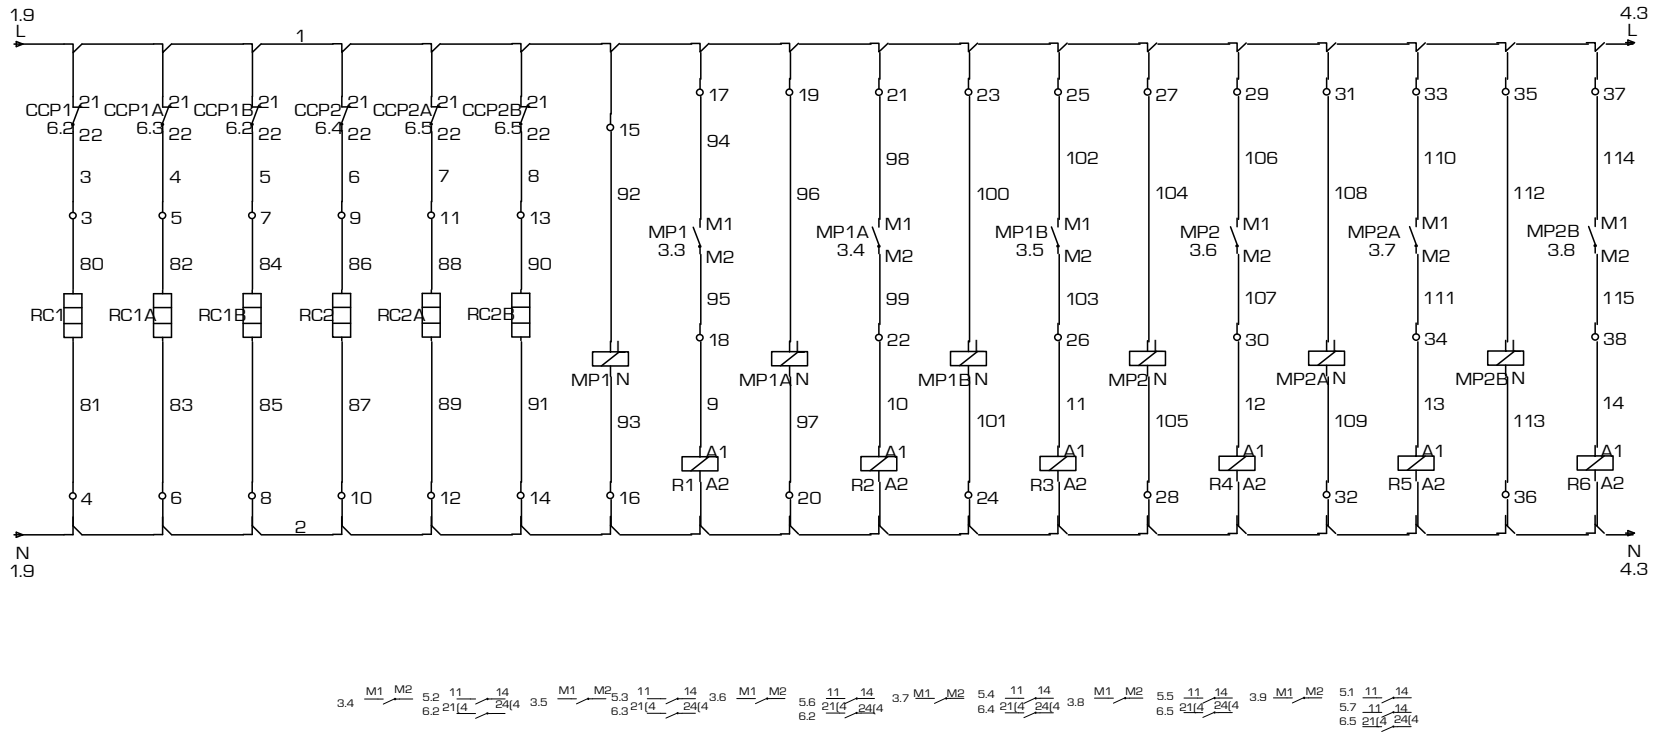 1.9 4.3
L L
1
17 19 21 23 25 27 29 31 33 35 37
CCP1 21 CCP1A 21 CCP1B 21 CCP2 21 CCP2A 21 CCP2B 21
6.2 22 6.3 22 6.2 22 6.4 22 6.5 22 6.5 22 15
94
98 102 106 110 114
3 4 5 6 7 8
92 96 100 104 108 112
3 5 7 9 11 13
MP1 M1 MP1A M1 MP1B M1 MP2 M1 MP2A M1 MP2B M1
3.3 M2 3.4 M2 3.5 M2 3.6 M2 3.7 M2 3.8 M2
80 82 84 86 88 90
95 99 103 107 111 115
RC1 RC1A RC1B RC2 RC2A RC2B
18 22 26 30 34 38
MP1 N MP1A N MP1B N MP2 N MP2A N MP2B N
81 83 85 87 89 91 9 10 11 12 13 14
93 97 101 105 109 113
A1 A1 A1 A1 A1 A1
R1 A2 R2 A2 R3 A2 R4 A2 R5 A2 R6 A2
4 6 8 10 12 14 16 20 24 28 32 36
2
N N
1.9 4.3
3.4 M1 M2 5.2 11 14 3.5 M1 M2 5.3 11 14 3.6 M1 M2 5.6 11 14 3.7 M1 M2 5.4 11 14 3.8 M1 M2 5.5 11 14 3.9 M1 M2 5.1 11 14
6.2 21(4 24(4 6.3 21(4 24(4 6.2 21(4 24(4 6.4 21(4 24(4 6.5 21(4 24(4 5.7 11 14
6.5 21(4 24(4